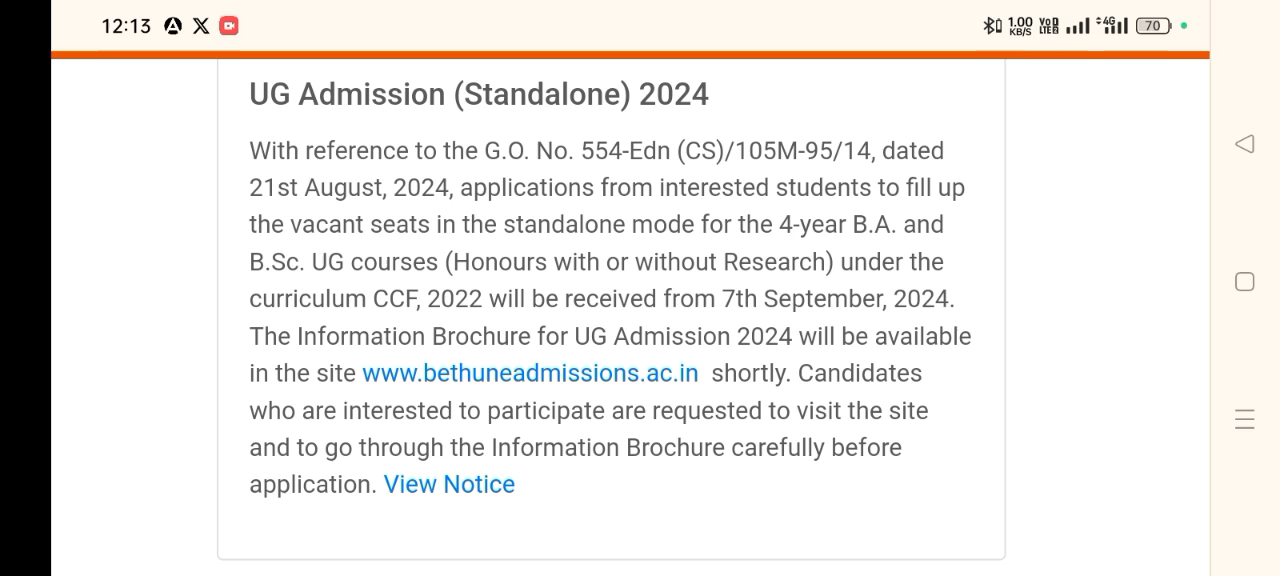 12:13
1.00 KB/S
4G
70
UG Admission (Standalone) 2024
With reference to the G.O. No. 554-Edn (CS)/105M-95/14, dated
21st August, 2024, applications from interested students to fill up
the vacant seats in the standalone mode for the 4-year B.A. and
B.Sc. UG courses (Honours with or without Research) under the
curriculum CCF, 2022 will be received from 7th September, 2024.
The Information Brochure for UG Admission 2024 will be available
in the site www.bethuneadmissions.ac.in shortly. Candidates
who are interested to participate are requested to visit the site
and to go through the Information Brochure carefully before
application. View Notice